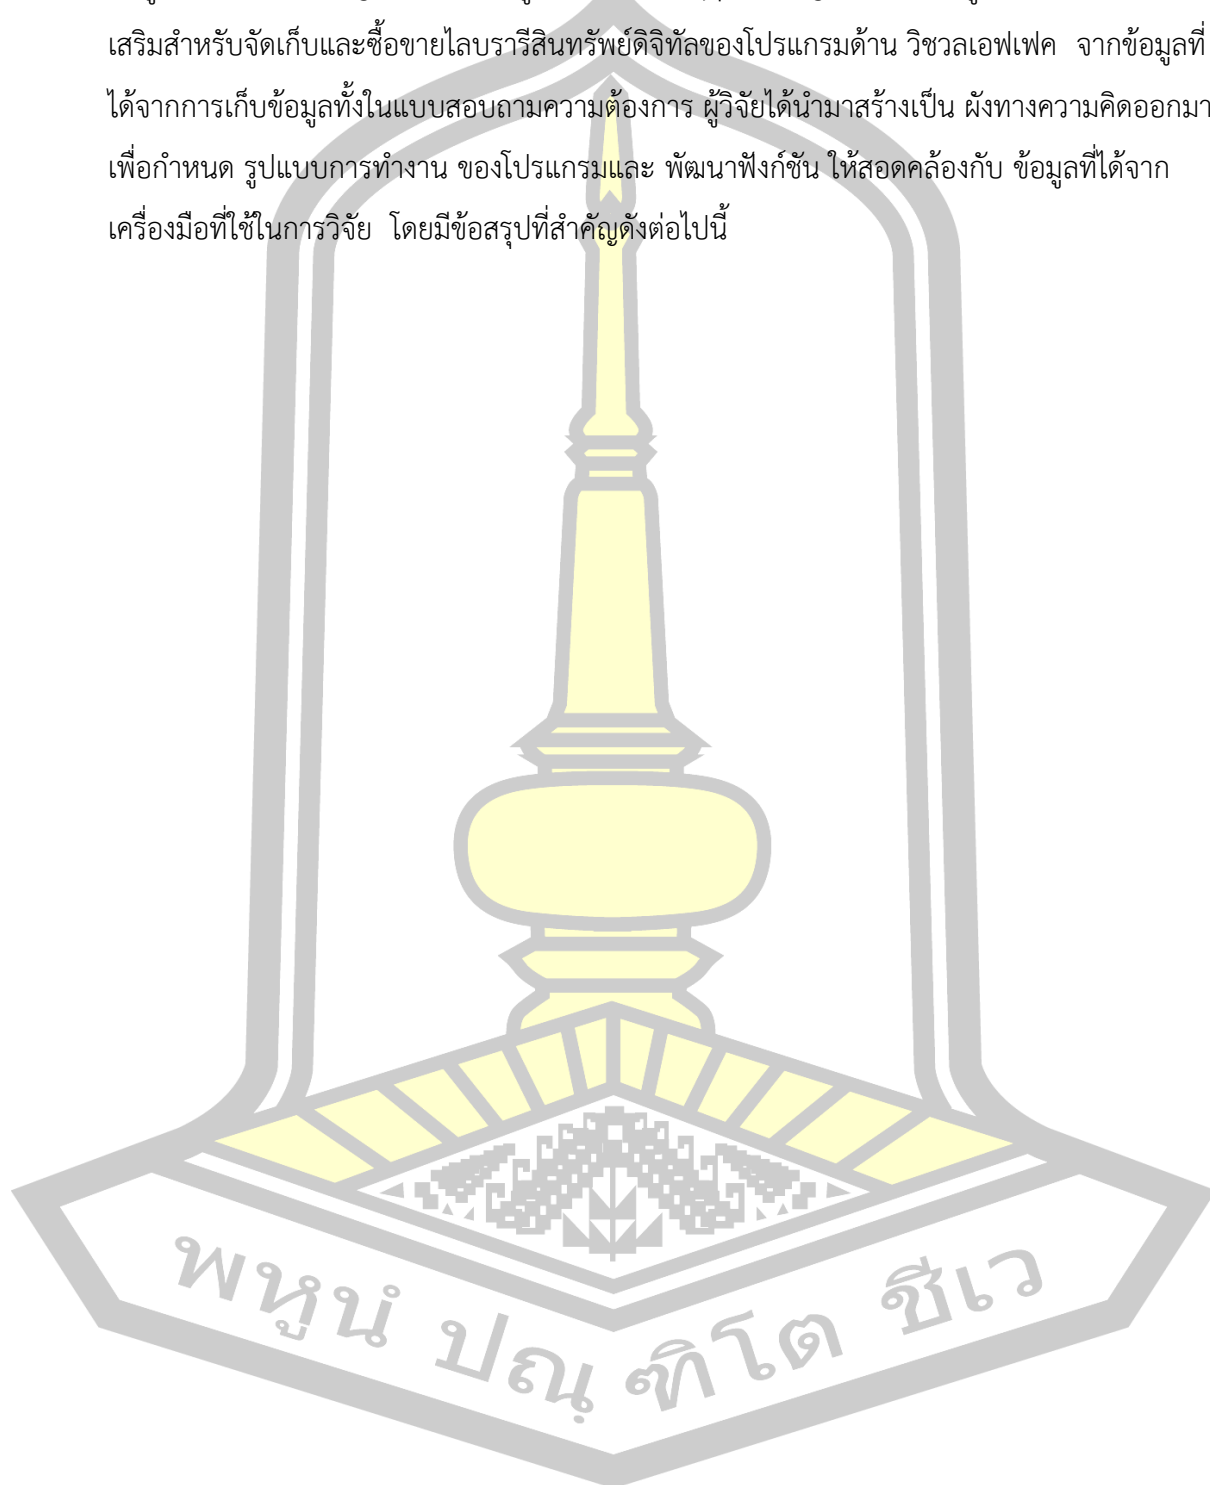 เสริมสำหรับจัดเก็บและซื้อขายไลบรารีสินทรัพย์ดิจิทัลของโปรแกรมด้าน วิชวลเอฟเฟค จากข้อมูลที่
ได้จากการเก็บข้อมูลทั้งในแบบสอบถามความต้องการ ผู้วิจัยได้นำมาสร้างเป็น ผังทางความคิดออกมา
เพื่อกำหนด รูปแบบการทำงาน ของโปรแกรมและ พัฒนาฟังก์ชัน ให้สอดคล้องกับ ข้อมูลที่ได้จาก
เครื่องมือที่ใช้ในการวิจัย โดยมีข้อสรุปที่สำคัญดังต่อไปนี้
พหูนํ ปณฺฑิโต ชีเว